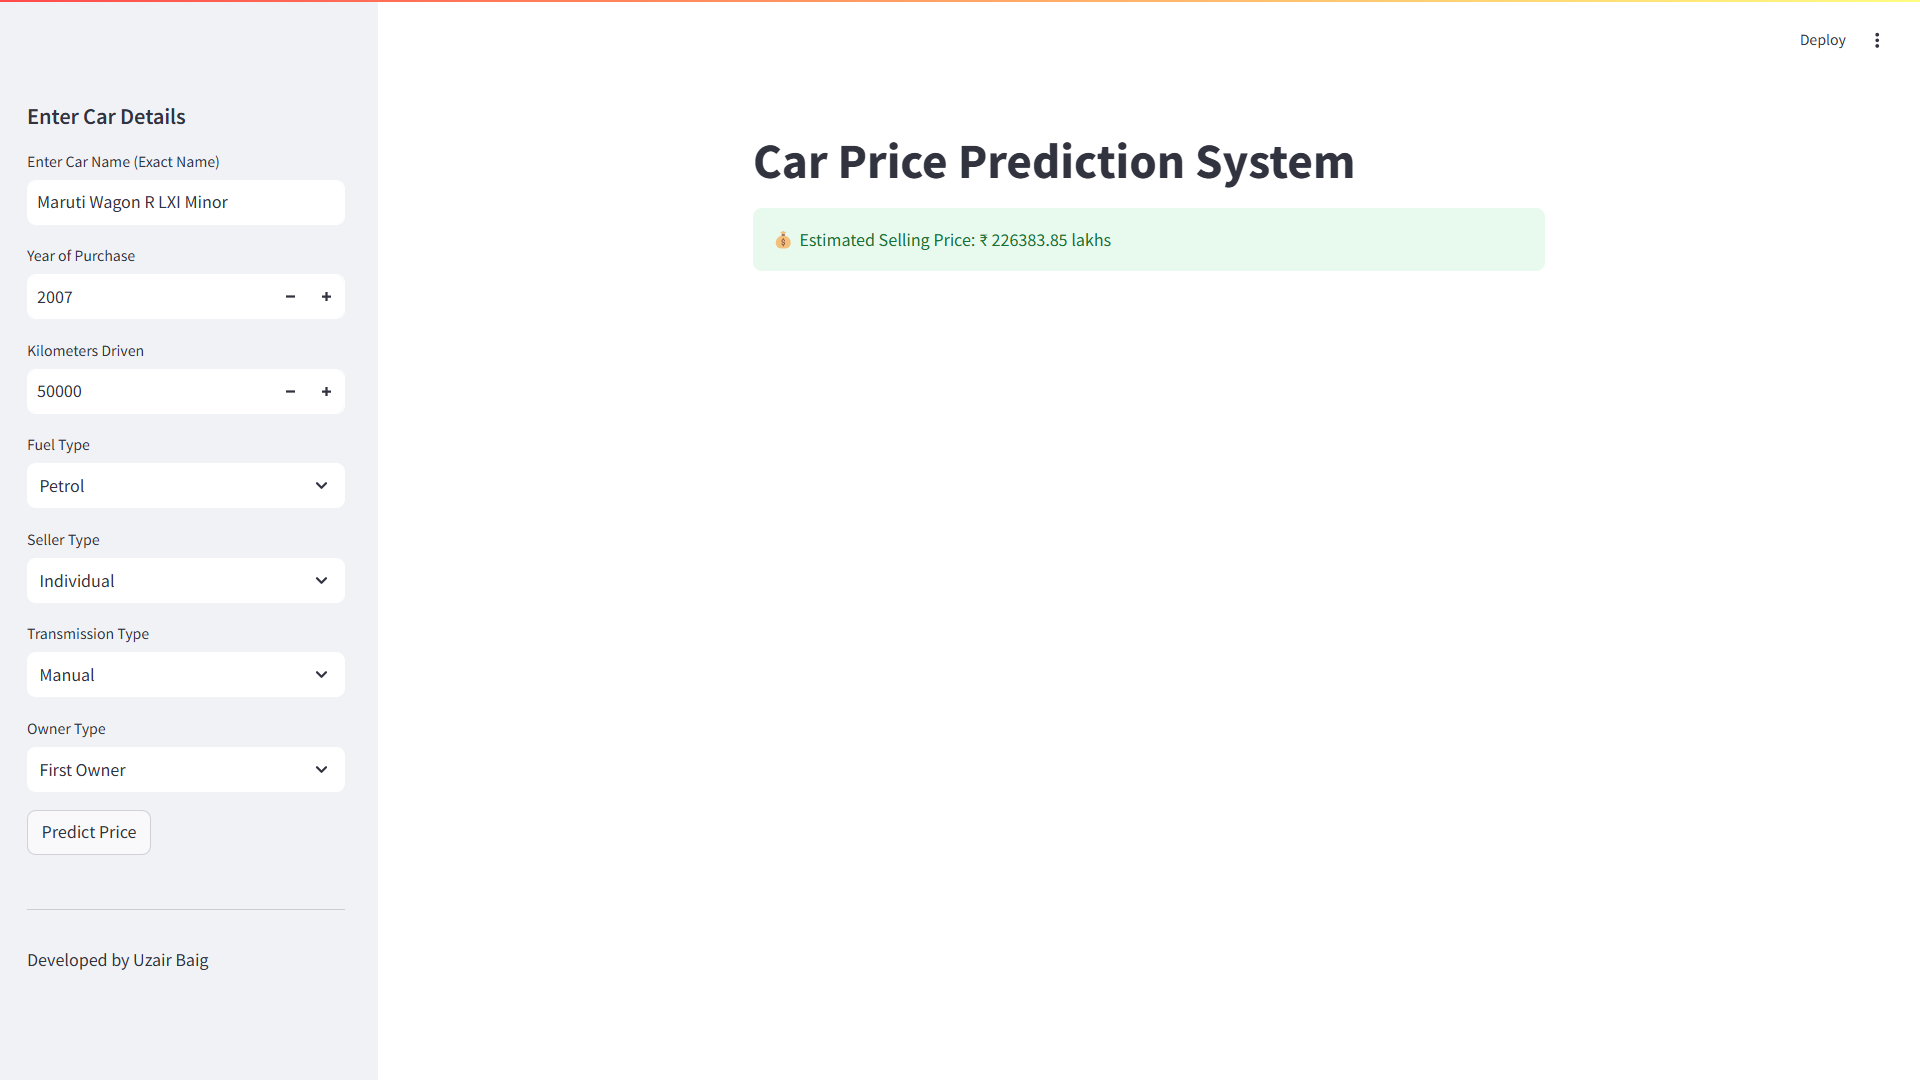 Deploy
Enter Car Details
Enter Car Name (Exact Name)
Maruti Wagon R LXI Minor
Year of Purchase
2007
Kilometers Driven
50000
Fuel Type
Petrol
Seller Type
Individual
Transmission Type
Manual
Owner Type
First Owner
Predict Price
Developed by Uzair Baig
Car Price Prediction System
💰 Estimated Selling Price: ₹ 226383.85 lakhs